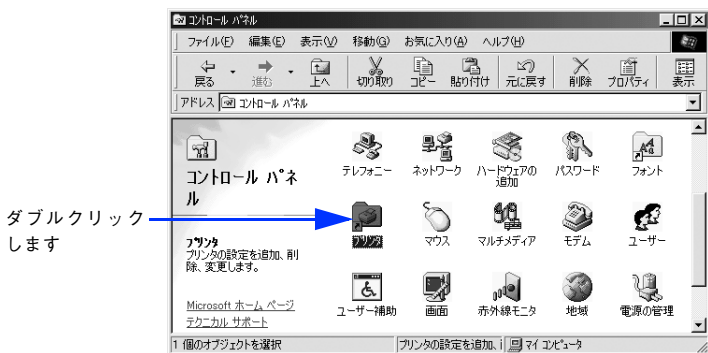 コントロール パネル
ファイル(F) 編集(E) 表示(V) 移動(G) お気に入り(A) ヘルプ(H)
戻る 進む 上へ 切り取り コピー 貼り付け 元に戻す 削除 プロパティ 表示
アドレス コントロール パネル
コントロール パネ
ル
プリンタ
プリンタの設定を追加、削
除、変更します。
Microsoft ホーム ページ
テクニカル サポート
テレフォニー ネットワーク ハードウェアの
追加 パスワード フォント
ダブルクリック
します
プリンタ マウス マルチメディア モデム ユーザー
ユーザー補助 画面 赤外線モニタ 地域 電源の管理
1 個のオブジェクトを選択 プリンタの設定を追加、 マイ コンピュータ